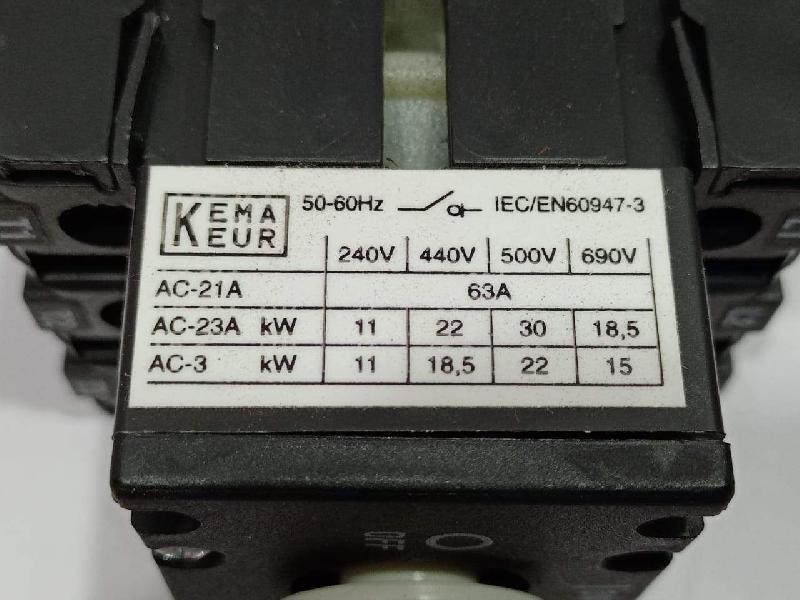 KEMA
KEUR
50-60Hz IEC/EN60947-3
240V 440V 500V 690V
AC-21A 63A
AC-23A kW 11 22 30 18,5
AC-3 kW 11 18,5 22 15
OFF